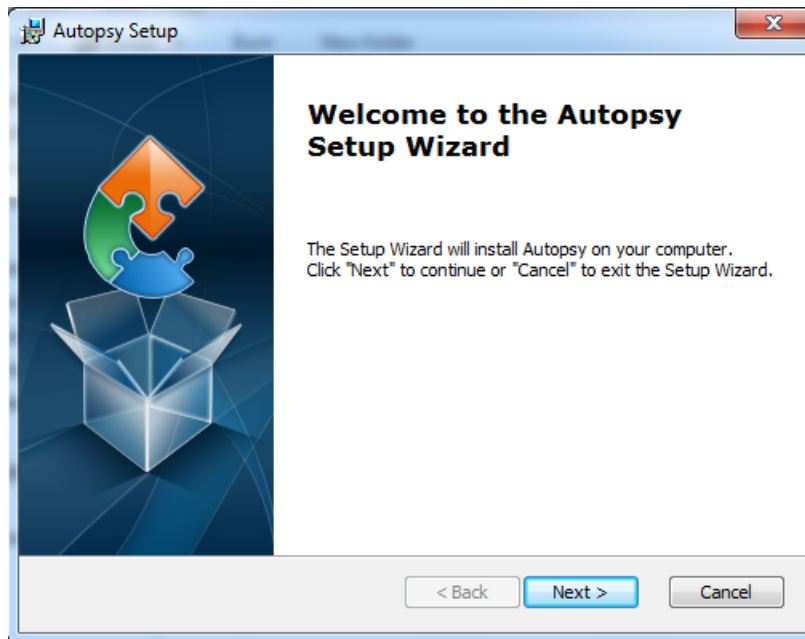 Autopsy Setup
Welcome to the Autopsy
Setup Wizard
The Setup Wizard will install Autopsy on your computer.
Click "Next" to continue or "Cancel" to exit the Setup Wizard.
< Back Next > Cancel